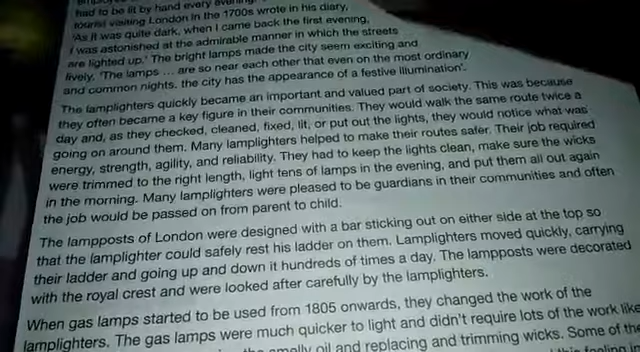 had to be lit by hand every evening.
tourist visiting London in the 1700s wrote in his diary,
'As it was quite dark, when I came back the first evening,
I was astonished at the admirable manner in which the streets
are lighted up.' The bright lamps made the city seem exciting and
lively. 'The lamps ... are so near each other that even on the most ordinary
and common nights, the city has the appearance of a festive illumination'.
The lamplighters quickly became an important and valued part of society. This was because
they often became a key figure in their communities. They would walk the same route twice a
day and, as they checked, cleaned, fixed, lit, or put out the lights, they would notice what was
going on around them. Many lamplighters helped to make their routes safer. Their job required
energy, strength, agility, and reliability. They had to keep the lights clean, make sure the wicks
were trimmed to the right length, light tens of lamps in the evening, and put them all out again
in the morning. Many lamplighters were pleased to be guardians in their communities and often
the job would be passed on from parent to child.
The lampposts of London were designed with a bar sticking out on either side at the top so
that the lamplighter could safely rest his ladder on them. Lamplighters moved quickly, carrying
their ladder and going up and down it hundreds of times a day. The lampposts were decorated
with the royal crest and were looked after carefully by the lamplighters.
When gas lamps started to be used from 1805 onwards, they changed the work of the
lamplighters. The gas lamps were much quicker to light and didn't require lots of the work like
the smelly oil and replacing and trimming wicks. Some of the
feeling in